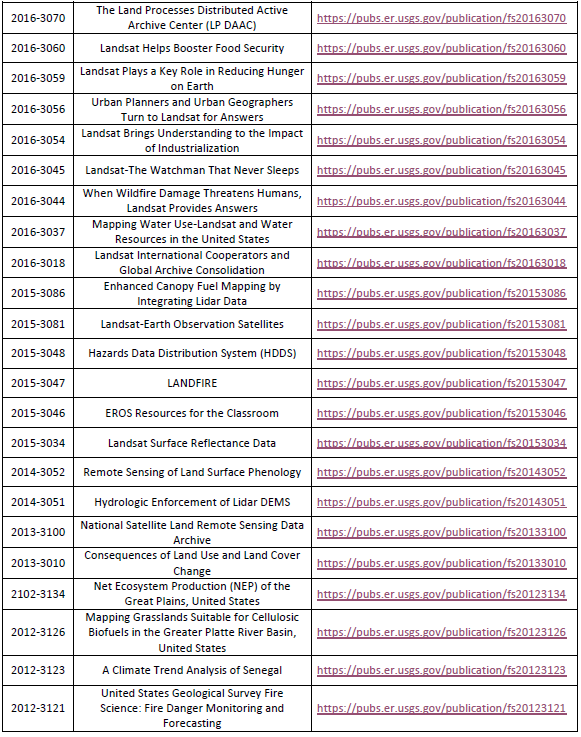 2016-3070 The Land Processes Distributed Active https://pubs.er.usgs.gov/publication/fs20163070
Archive Center (LP DAAC)
2016-3060 Landsat Helps Booster Food Security https://pubs.er.usgs.gov/publication/fs20163060
2016-3059 Landsat Plays a Key Role in Reducing Hunger https://pubs.er.usgs.gov/publication/fs20163059
on Earth
2016-3056 Urban Planners and Urban Geographers https://pubs.er.usgs.gov/publication/fs20163056
Turn to Landsat for Answers
2016-3054 Landsat Brings Understanding to the Impact https://pubs.er.usgs.gov/publication/fs20163054
of Industrialization
2016-3045 Landsat-The Watchman That Never Sleeps https://pubs.er.usgs.gov/publication/fs20163045
2016-3044 When Wildfire Damage Threatens Humans, https://pubs.er.usgs.gov/publication/fs20163044
Landsat Provides Answers
2016-3037 Mapping Water Use-Landsat and Water https://pubs.er.usgs.gov/publication/fs20163037
Resources in the United States
2016-3018 Landsat International Cooperators and https://pubs.er.usgs.gov/publication/fs20163018
Global Archive Consolidation
2015-3086 Enhanced Canopy Fuel Mapping by https://pubs.er.usgs.gov/publication/fs20153086
Integrating Lidar Data
2015-3081 Landsat-Earth Observation Satellites https://pubs.er.usgs.gov/publication/fs20153081
2015-3048 Hazards Data Distribution System (HDDS) https://pubs.er.usgs.gov/publication/fs20153048
2015-3047 LANDFIRE https://pubs.er.usgs.gov/publication/fs20153047
2015-3046 EROS Resources for the Classroom https://pubs.er.usgs.gov/publication/fs20153046
2015-3034 Landsat Surface Reflectance Data https://pubs.er.usgs.gov/publication/fs20153034
2014-3052 Remote Sensing of Land Surface Phenology https://pubs.er.usgs.gov/publication/fs20143052
2014-3051 Hydrologic Enforcement of Lidar DEMS https://pubs.er.usgs.gov/publication/fs20143051
2013-3100 National Satellite Land Remote Sensing Data https://pubs.er.usgs.gov/publication/fs20133100
Archive
2013-3010 Consequences of Land Use and Land Cover https://pubs.er.usgs.gov/publication/fs20133010
Change
2102-3134 Net Ecosystem Production (NEP) of the https://pubs.er.usgs.gov/publication/fs20123134
Great Plains, United States
2012-3126 Mapping Grasslands Suitable for Cellulosic https://pubs.er.usgs.gov/publication/fs20123126
Biofuels in the Greater Platte River Basin,
United States
2012-3123 A Climate Trend Analysis of Senegal https://pubs.er.usgs.gov/publication/fs20123123
2012-3121 United States Geological Survey Fire https://pubs.er.usgs.gov/publication/fs20123121
Science: Fire Danger Monitoring and
Forecasting